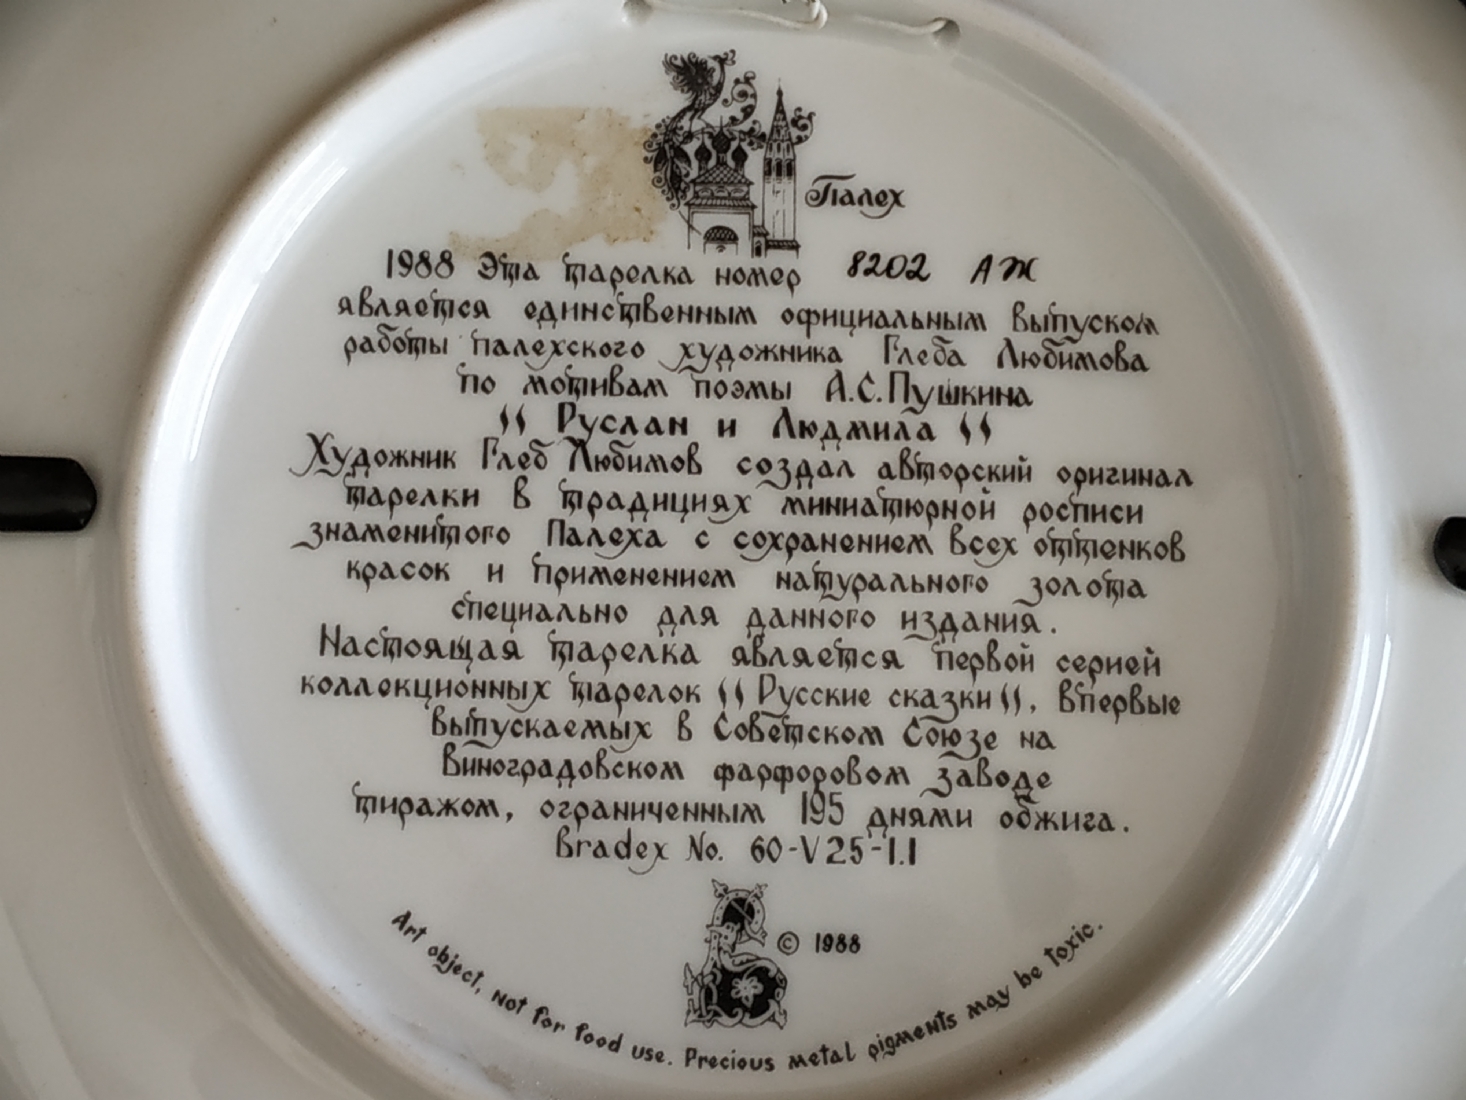 Палех
1988 Эта тарелка номер 8202 АЖ
является единственным официальным выпуском
работы палехского художника Глеба Любимова
по мотивам поэмы А.С.Пушкина
"Руслан и Людмила"
Художник Глеб Любимов создал авторский оригинал
тарелки в традициях миниатюрной росписи
знаменитого Палеха с сохранением всех оттенков
красок и применением натурального золота
специально для данного издания.
Настоящая тарелка является первой серией
коллекционных тарелок "Русские сказки", впервые
выпускаемых в Советском Союзе на
Виноградовском фарфоровом заводе
тиражом, ограниченным 195 днями обжига.
Bradex No. 60-V25-1.1
© 1988
Art object, not for food use. Precious metal pigments may be toxic.